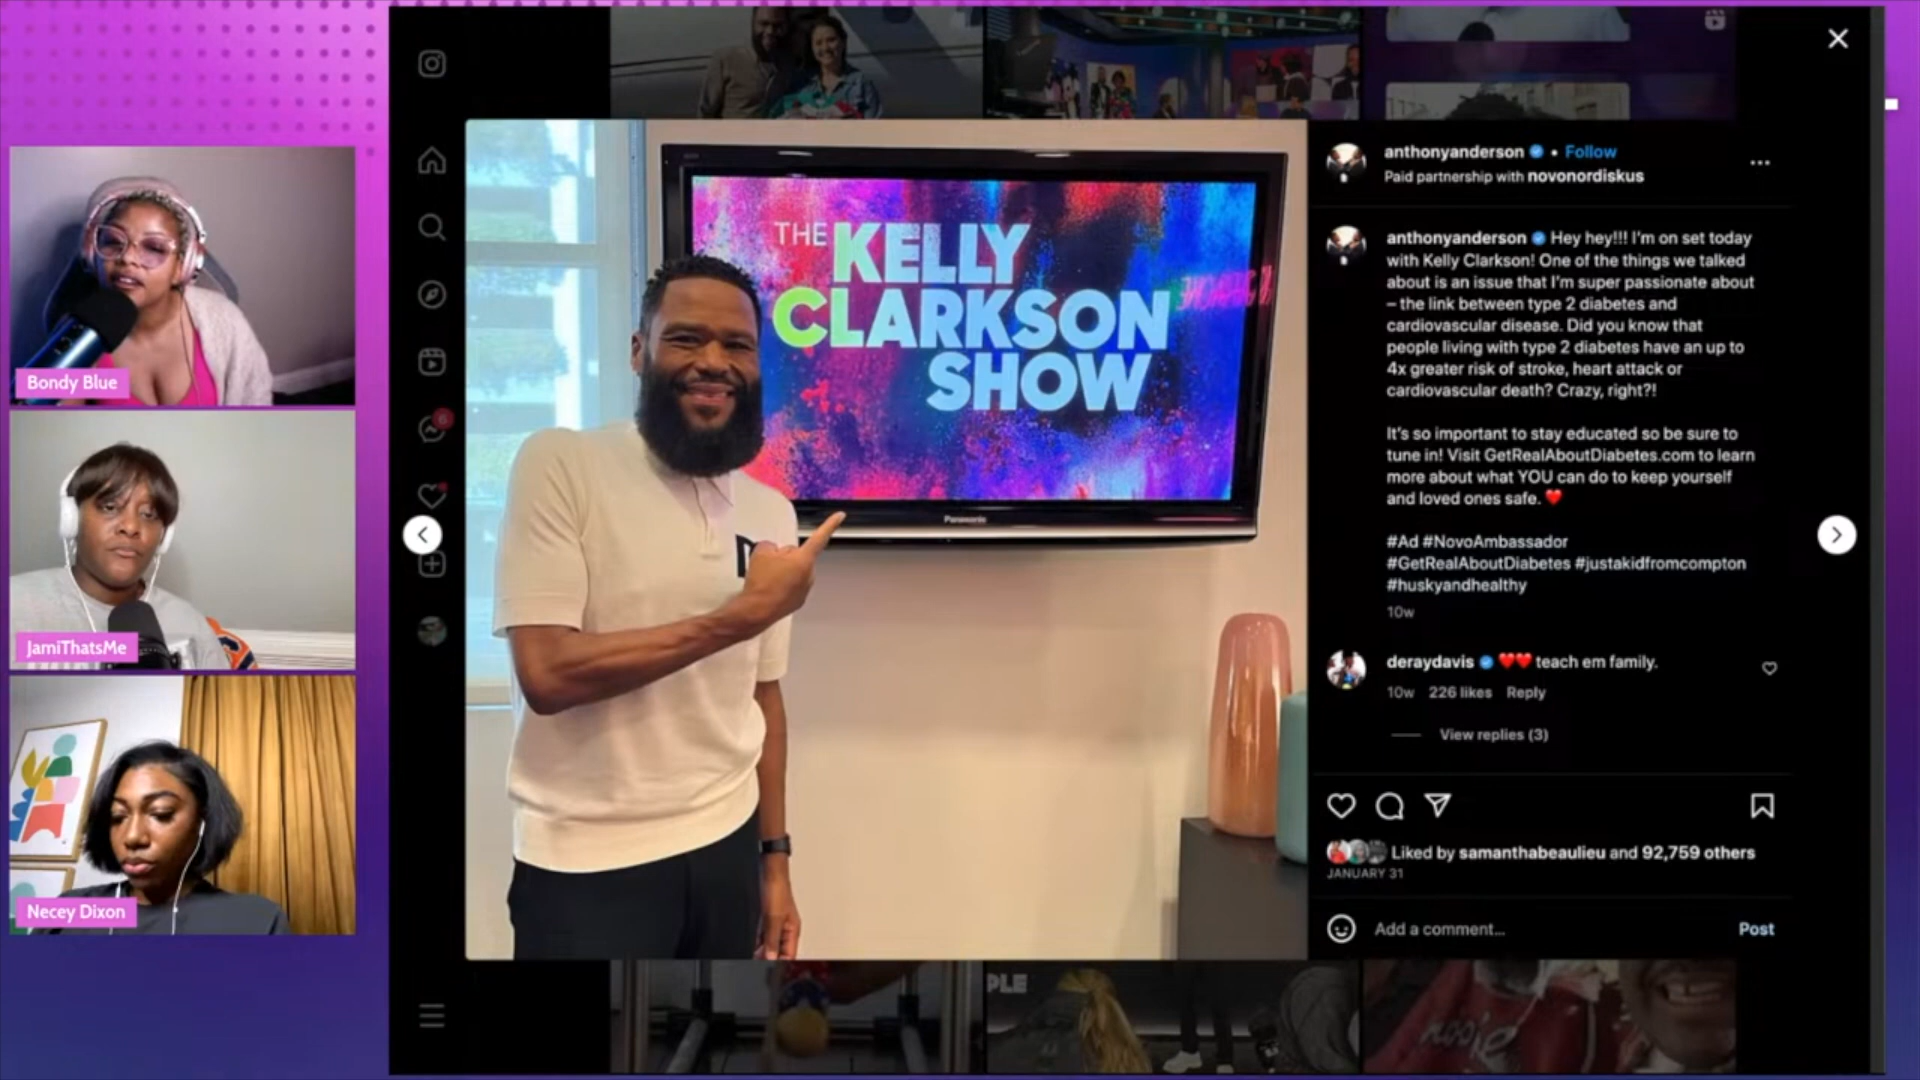 Bondy Blue
JamiThatsMe
Necey Dixon
6
THE KELLY
CLARKSON
SHOW
Panasonic
anthonyanderson • Follow
Paid partnership with novonordiskus
anthonyanderson Hey hey!!! I'm on set today
with Kelly Clarkson! One of the things we talked
about is an issue that I'm super passionate about
– the link between type 2 diabetes and
cardiovascular disease. Did you know that
people living with type 2 diabetes have an up to
4x greater risk of stroke, heart attack or
cardiovascular death? Crazy, right?!
It's so important to stay educated so be sure to
tune in! Visit GetRealAboutDiabetes.com to learn
more about what YOU can do to keep yourself
and loved ones safe. ❤️
#Ad #NovoAmbassador
#GetRealAboutDiabetes #justakidfromcompton
#huskyandhealthy
10w
deraydavis ❤️❤️ teach em family.
10w 226 likes Reply
View replies (3)
Liked by samanthabeaulieu and 92,759 others
JANUARY 31
Add a comment...
Post
PLE